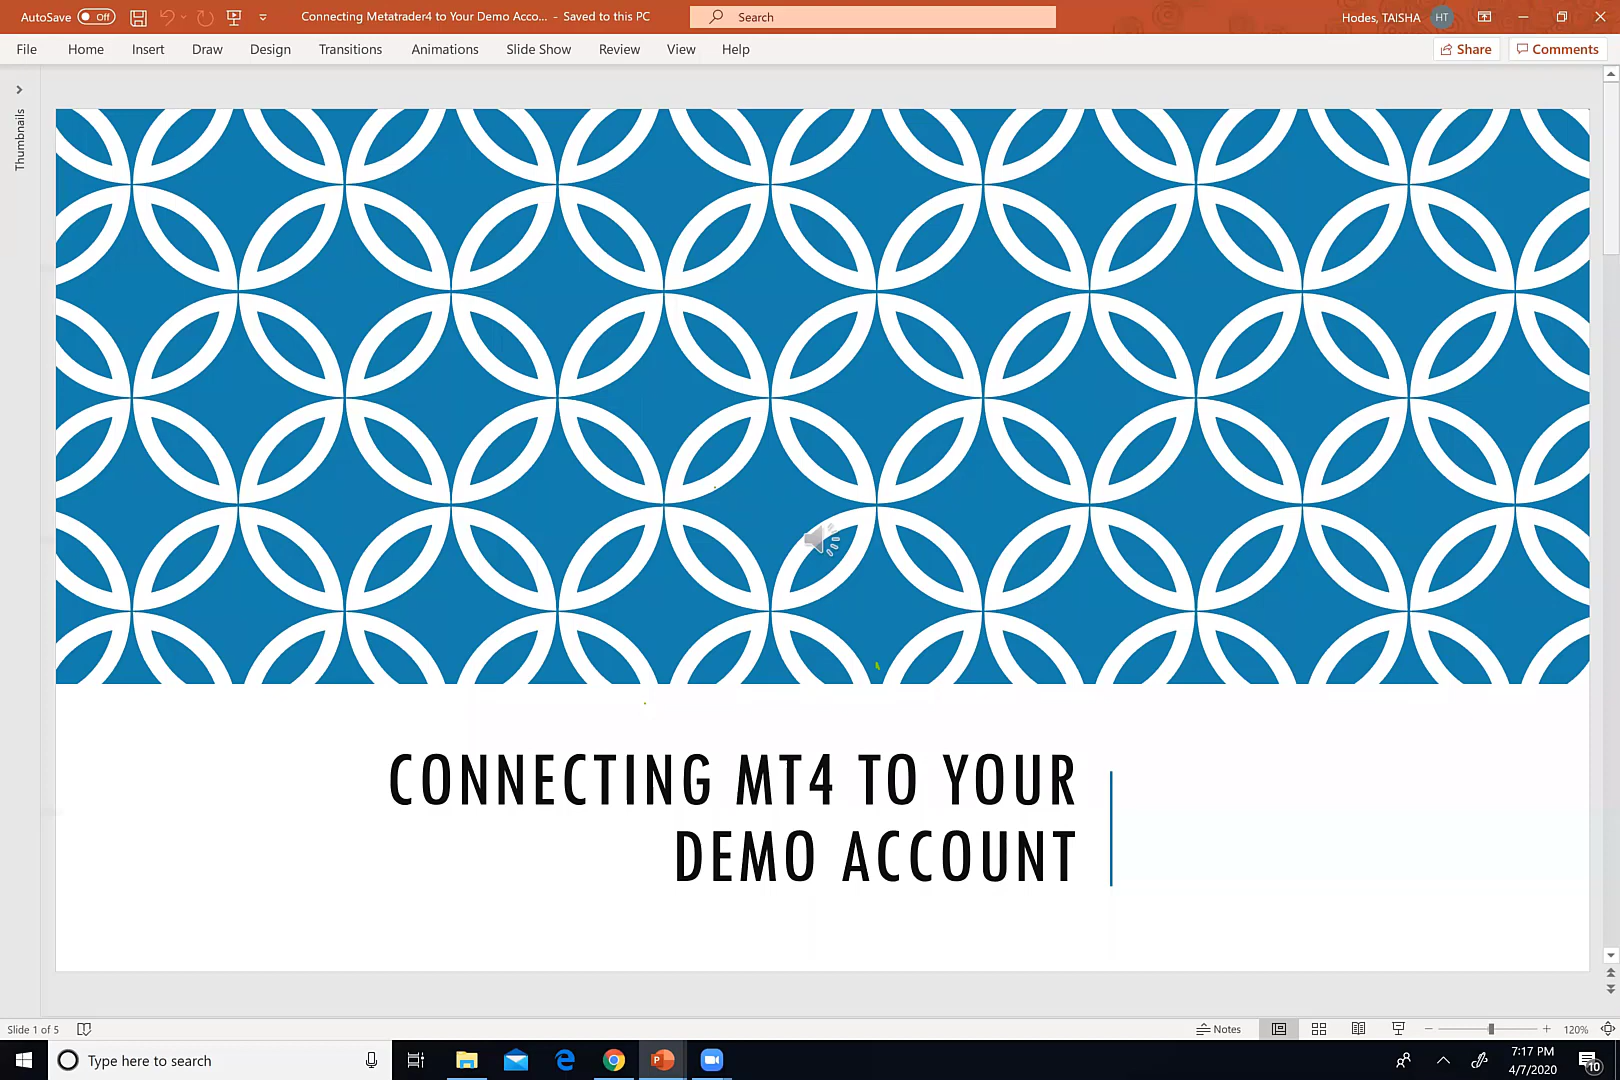 AutoSave Off Connecting Metatrader4 to Your Demo Acco... - Saved to this PC Search Hodes, TAISHA HT
File Home Insert Draw Design Transitions Animations Slide Show Review View Help Share Comments
Thumbnails
CONNECTING MT4 TO YOUR
DEMO ACCOUNT
Slide 1 of 5 Notes 120%
Type here to search
7:17 PM
4/7/2020
10